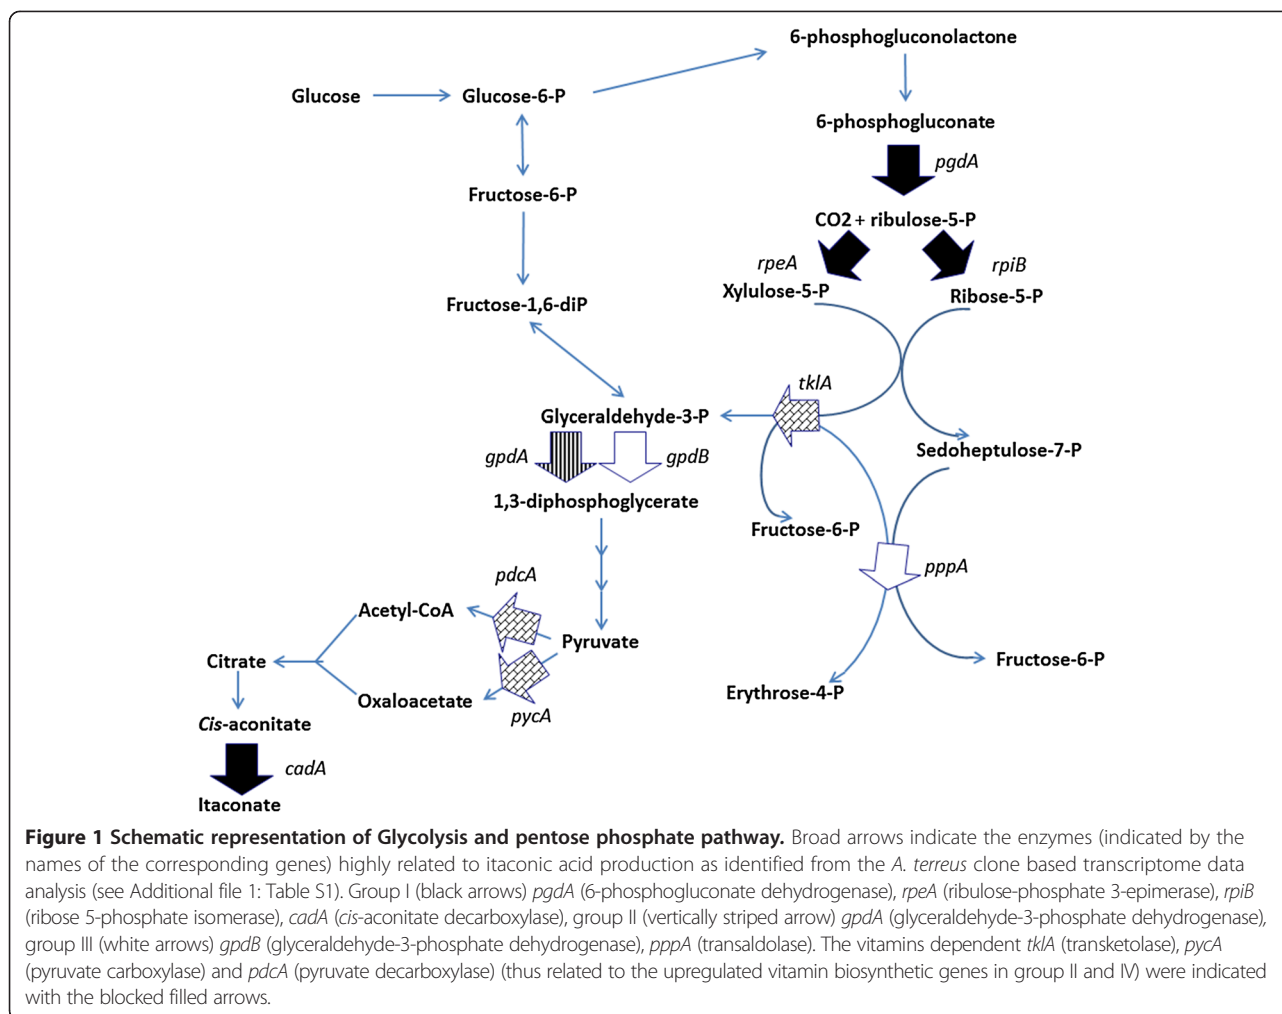 6-phosphogluconolactone
Glucose
Glucose-6-P
6-phosphogluconate
pgdA
Fructose-6-P
CO2 + ribulose-5-P
rpeA
rpiB
Xylulose-5-P
Ribose-5-P
Fructose-1,6-diP
tklA
Glyceraldehyde-3-P
Sedoheptulose-7-P
gpdA
gpdB
1,3-diphosphoglycerate
Fructose-6-P
pppA
pdcA
Acetyl-CoA
Pyruvate
Citrate
Fructose-6-P
Oxaloacetate
Erythrose-4-P
pycA
Cis-aconitate
cadA
Itaconate
Figure 1 Schematic representation of Glycolysis and pentose phosphate pathway. Broad arrows indicate the enzymes (indicated by the
names of the corresponding genes) highly related to itaconic acid production as identified from the A. terreus clone based transcriptome data
analysis (see Additional file 1: Table S1). Group I (black arrows) pgdA (6-phosphogluconate dehydrogenase), rpeA (ribulose-phosphate 3-epimerase), rpiB
(ribose 5-phosphate isomerase), cadA (cis-aconitate decarboxylase), group II (vertically striped arrow) gpdA (glyceraldehyde-3-phosphate dehydrogenase),
group III (white arrows) gpdB (glyceraldehyde-3-phosphate dehydrogenase), pppA (transaldolase). The vitamins dependent tklA (transketolase), pycA
(pyruvate carboxylase) and pdcA (pyruvate decarboxylase) (thus related to the upregulated vitamin biosynthetic genes in group II and IV) were indicated
with the blocked filled arrows.